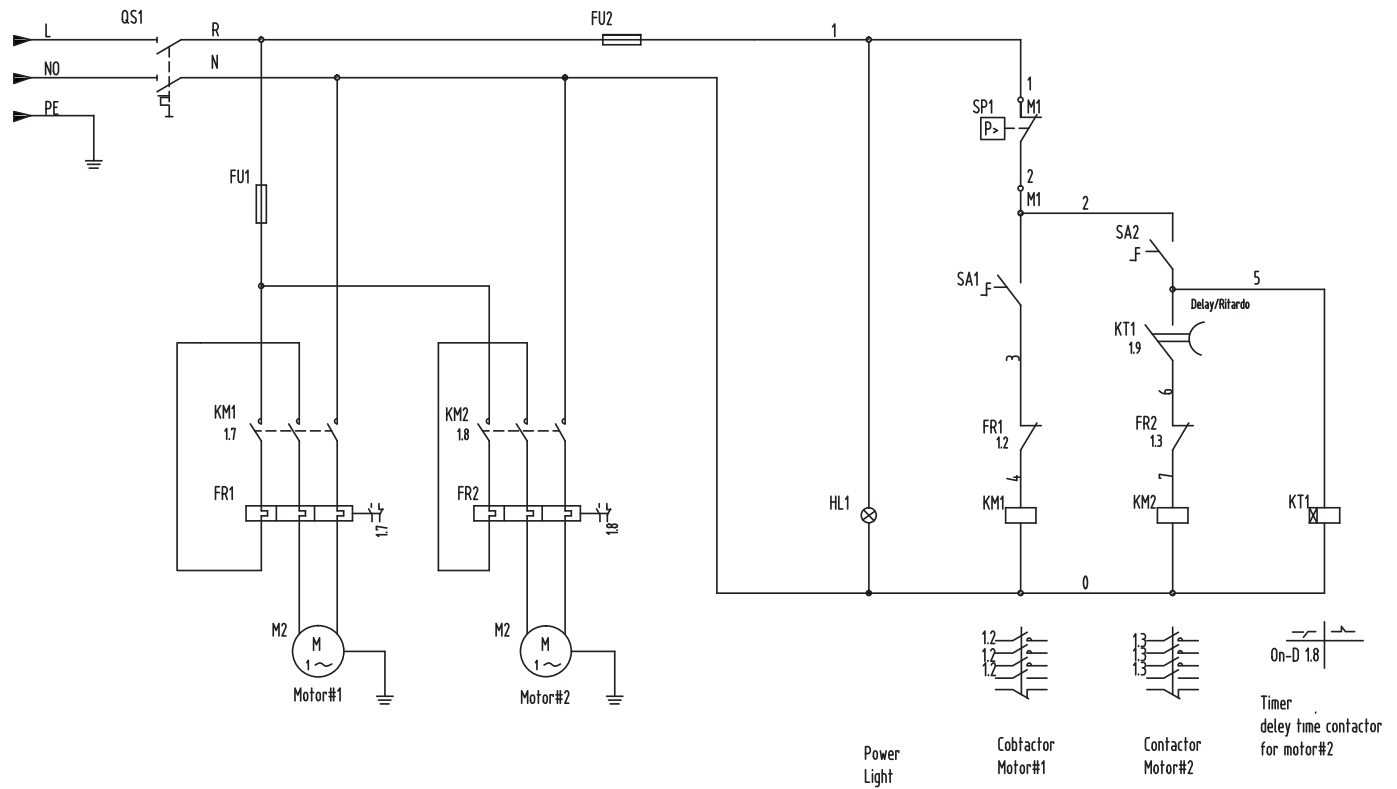 QS1
L
R
FU2
1
NO
N
PE
1
SP1
M1
P>
2
M1
2
FU1
SA2
F
5
SA1
F
Delay/Ritardo
KT1
1.9
3
6
KM1
1.7
KM2
1.8
FR1
1.2
FR2
1.3
4
7
FR1
FR2
1.7
1.8
HL1
KM1
KM2
KT1
0
M2
M
1
M2
M
1
Motor#1
Motor#2
1.2
1.2
1.2
1.3
1.3
1.3
On-D 1.8
Timer
deley time contactor
for motor#2
Power
Light
Cobtactor
Motor#1
Contactor
Motor#2